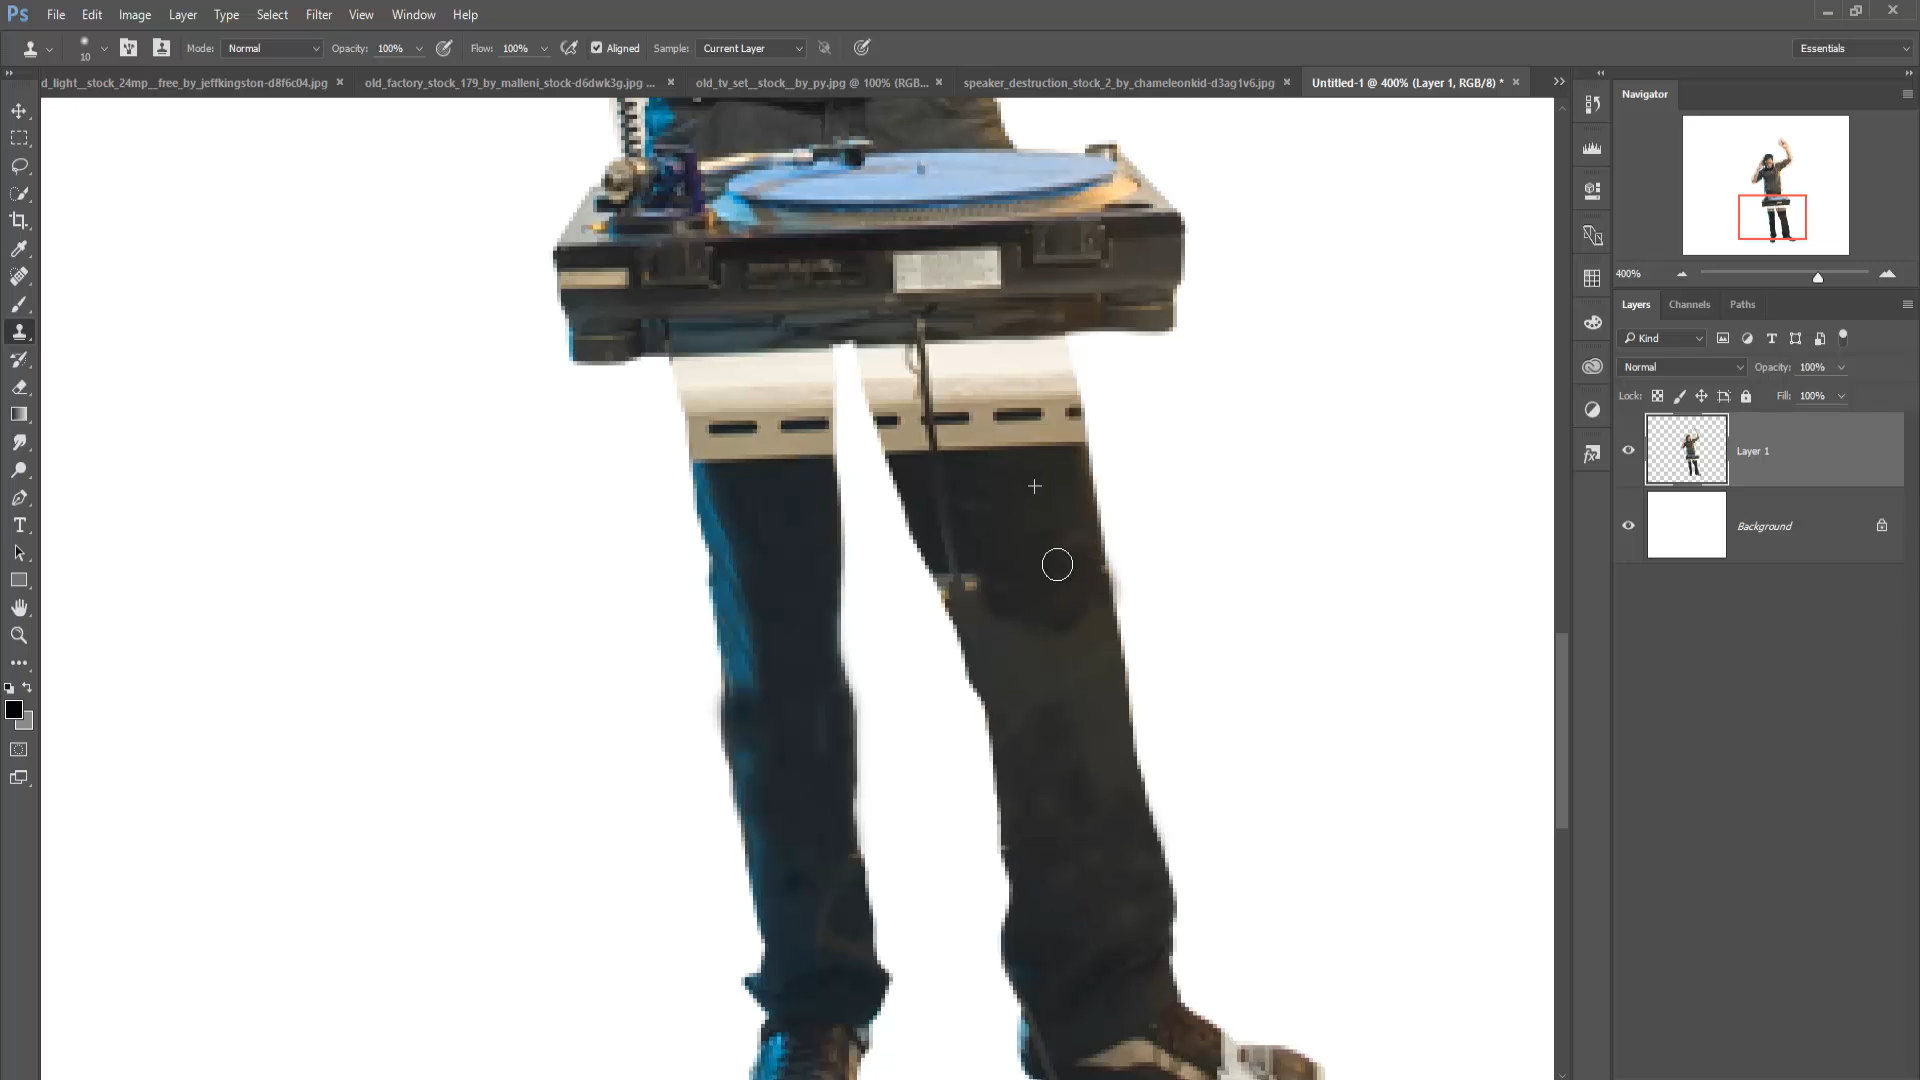 Ps File Edit Image Layer Type Select Filter View Window Help
10 Mode: Normal Opacity: 100% Flow: 100% Aligned Sample: Current Layer Essentials
d_light__stock_24mp__free_by_jeffkingston-d8f6c04.jpg × old_factory_stock_179_by_malleni_stock-d6dwk3g.jpg ... × old_tv_set__stock__by_py.jpg @ 100% (RGB... × speaker_destruction_stock_2_by_chameleonkid-d3ag1v6.jpg × Untitled-1 @ 400% (Layer 1, RGB/8) * ×
Navigator
400%
Layers Channels Paths
Kind
Normal Opacity: 100%
Lock: Fill: 100%
Layer 1
Background